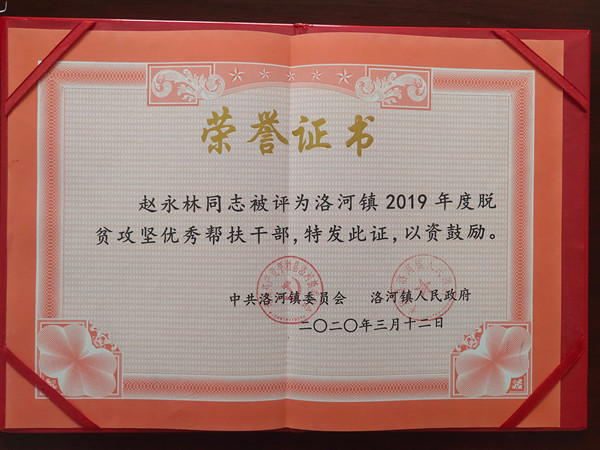 荣誉证书
赵永林同志被评为洛河镇2019年度脱
贫攻坚优秀帮扶干部,特发此证,以资鼓励。
中共洛河镇委员会 洛河镇人民政府
二〇二〇年三月十二日